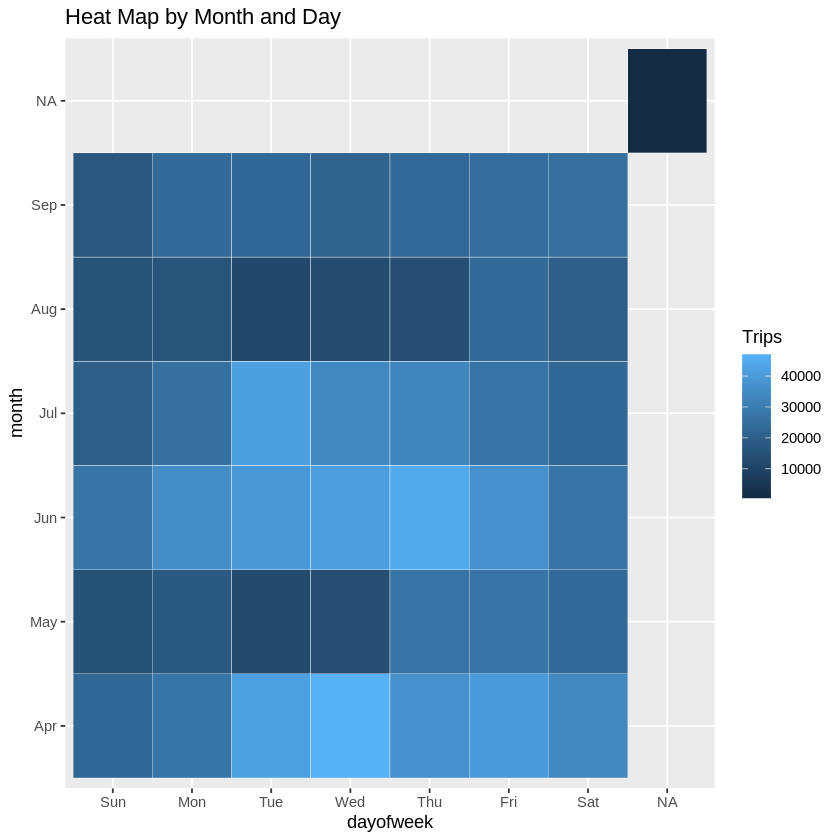 Heat Map by Month and Day
NA
Sep
Aug
Jul
Jun
May
Apr
month
Sun Mon Tue Wed Thu Fri Sat NA
dayofweek
Trips
40000
30000
20000
10000